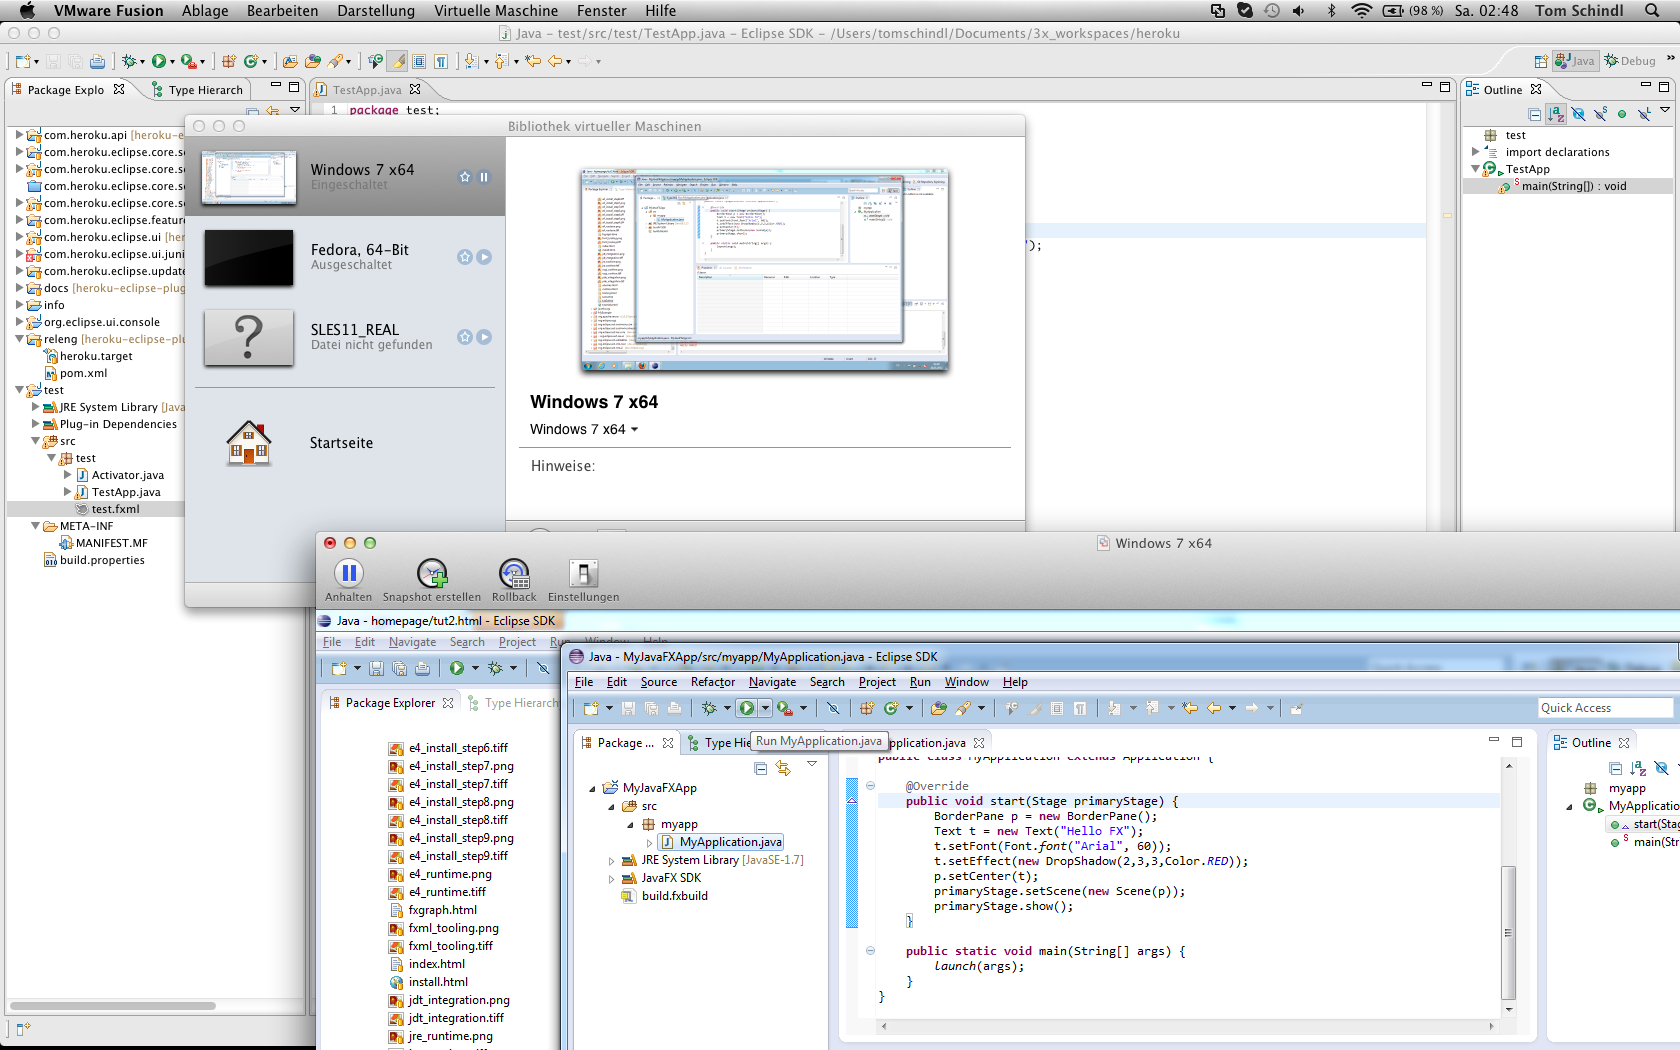 VMware Fusion Ablage Bearbeiten Darstellung Virtuelle Maschine Fenster Hilfe (98 %) Sa. 02:48 Tom Schindl
Java – test/src/test/TestApp.java – Eclipse SDK – /Users/tomschindl/Documents/3x_workspaces/heroku
Java Debug »
Package Explo Type Hierarch
TestApp.java
Outline
1 package test;
com.heroku.api [heroku-e
com.heroku.eclipse.core.se
com.heroku.eclipse.core.se
com.heroku.eclipse.core.se
com.heroku.eclipse.core.se
com.heroku.eclipse.feature
com.heroku.eclipse.ui [her
com.heroku.eclipse.ui.juni
com.heroku.eclipse.update
docs [heroku-eclipse-plug
info
org.eclipse.ui.console
releng [heroku-eclipse-plu
heroku.target
pom.xml
test
JRE System Library [Java
Plug-in Dependencies
src
test
Activator.java
TestApp.java
test.fxml
META-INF
MANIFEST.MF
build.properties
");
test
import declarations
TestApp
main(String[]) : void
Bibliothek virtueller Maschinen
Windows 7 x64
Eingeschaltet
Fedora, 64-Bit
Ausgeschaltet
SLES11_REAL
Datei nicht gefunden
Startseite
Windows 7 x64
Windows 7 x64
Hinweise:
Windows 7 x64
Anhalten Snapshot erstellen Rollback Einstellungen
Java - homepage/tut2.html - Eclipse SDK
File Edit Navigate Search Project Run Window Help
Package Explorer Type Hierarch
e4_install_step6.tiff
e4_install_step7.png
e4_install_step7.tiff
e4_install_step8.png
e4_install_step8.tiff
e4_install_step9.png
e4_install_step9.tiff
e4_runtime.png
e4_runtime.tiff
fxgraph.html
fxml_tooling.png
fxml_tooling.tiff
index.html
install.html
jdt_integration.png
jdt_integration.tiff
jre_runtime.png
Java - MyJavaFXApp/src/myapp/MyApplication.java - Eclipse SDK
File Edit Source Refactor Navigate Search Project Run Window Help
Quick Access
Package ... Type Hie
Run MyApplication.java
pplication.java
Outline
MyJavaFXApp
src
myapp
MyApplication.java
JRE System Library [JavaSE-1.7]
JavaFX SDK
build.fxbuild
public class MyApplication extends Application {
@Override
public void start(Stage primaryStage) {
BorderPane p = new BorderPane();
Text t = new Text("Hello FX");
t.setFont(Font.font("Arial", 60));
t.setEffect(new DropShadow(2,3,3,Color.RED));
p.setCenter(t);
primaryStage.setScene(new Scene(p));
primaryStage.show();
}
public static void main(String[] args) {
launch(args);
}
}
myapp
MyApplicatio
start(Stag
main(Str